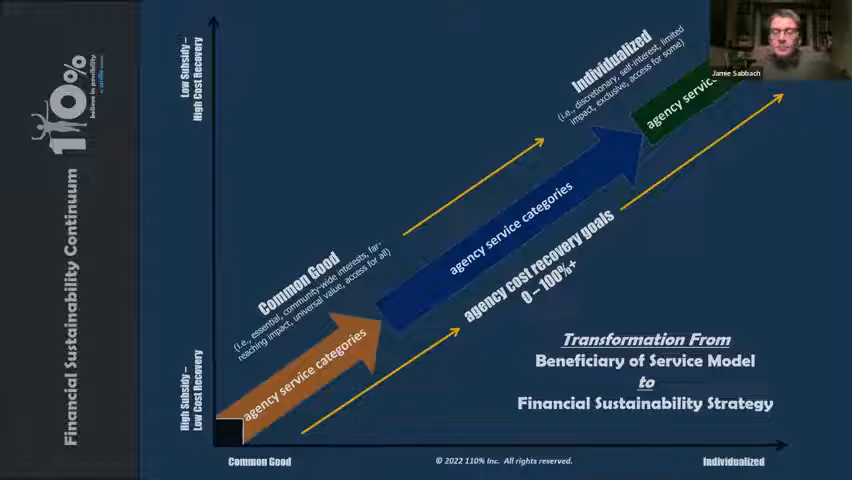 Financial Sustainability Continuum
110%
believe in possibility
Low Subsidy –
High Cost Recovery
High Subsidy –
Low Cost Recovery
Individualized
(i.e., discretionary, self-interest, limited
impact, exclusive, access for some)
Jamie Sabbach
agency servic
agency service categories
Common Good
(i.e., essential, community-wide interests, far-
reaching impact, universal value, access for all)
agency cost recovery goals
0 – 100%+
agency service categories
Transformation From
Beneficiary of Service Model
to
Financial Sustainability Strategy
Common Good
© 2022 110% Inc. All rights reserved.
Individualized